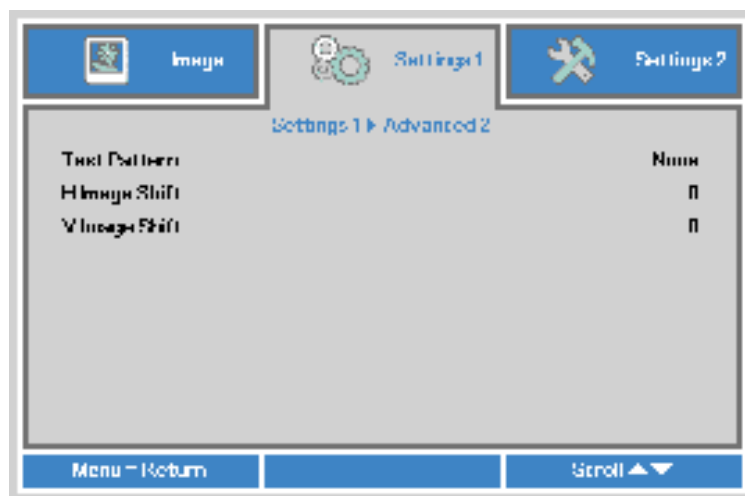 Image
Settings 1
Settings 2
Settings 1 ▶ Advanced 2
Test Pattern None
H Image Shift 0
V Image Shift 0
Menu = Return
Scroll ▲▼